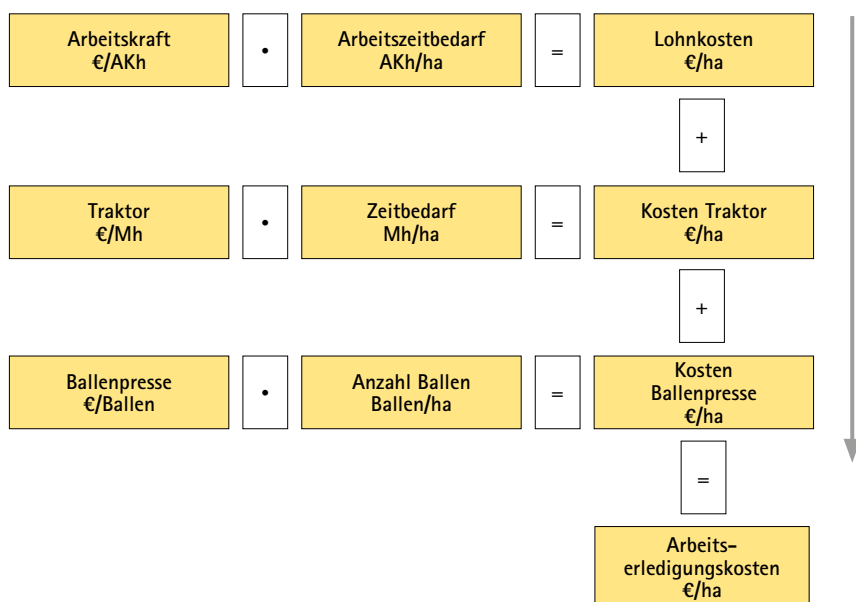 Arbeitskraft
€/AKh
•
Arbeitszeitbedarf
AKh/ha
=
Lohnkosten
€/ha
+
Traktor
€/Mh
•
Zeitbedarf
Mh/ha
=
Kosten Traktor
€/ha
+
Ballenpresse
€/Ballen
•
Anzahl Ballen
Ballen/ha
=
Kosten
Ballenpresse
€/ha
=
Arbeits-
erledigungskosten
€/ha